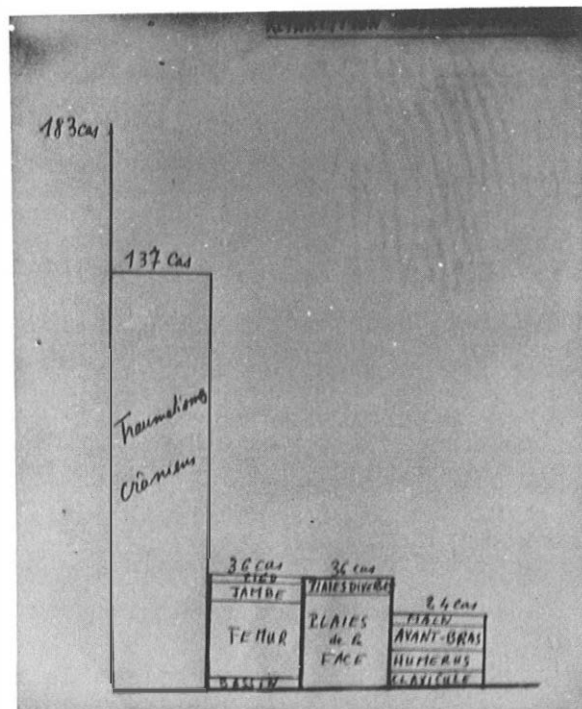 183 cas
137 Cas
Traumatismes
crâniens
36 cas
PIED
JAMBE
FEMUR
BASSIN
36 cas
PLAIES DIVERSES
PLAIES
de la
FACE
24 cas
MAIN
AVANT-BRAS
HUMERUS
CLAVICULE